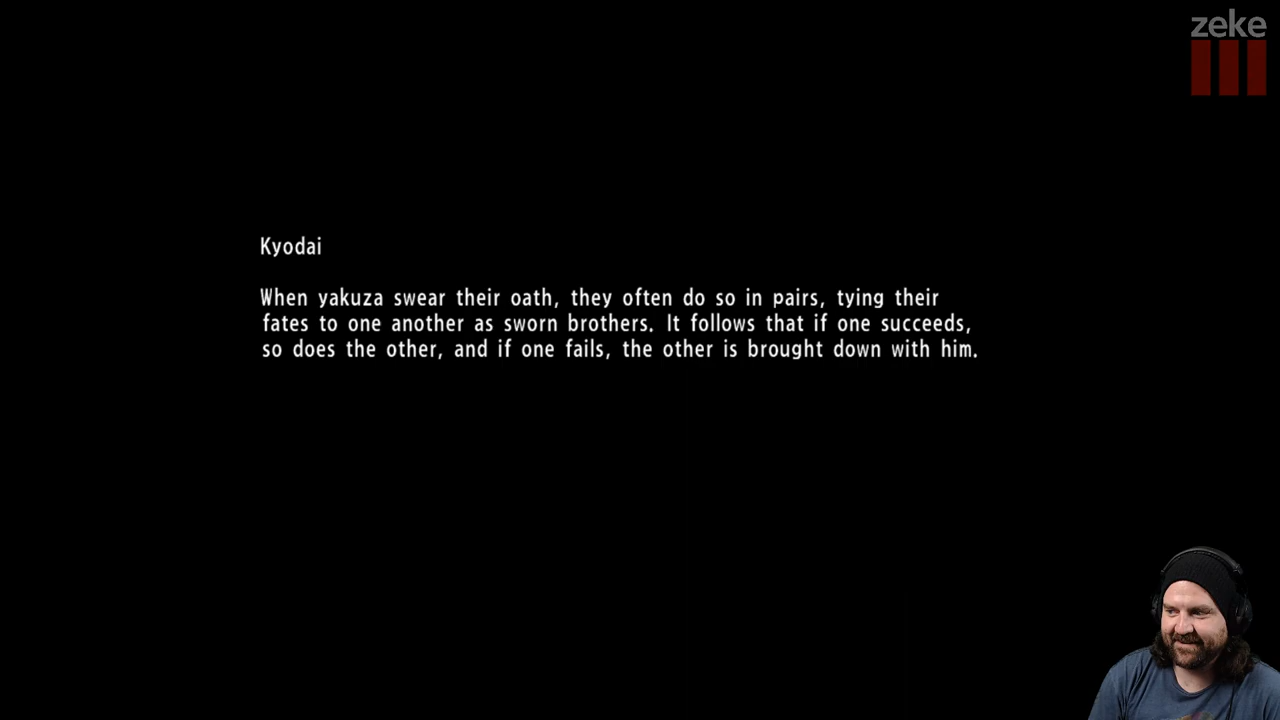 zeke
III
Kyodai
When yakuza swear their oath, they often do so in pairs, tying their
fates to one another as sworn brothers. It follows that if one succeeds,
so does the other, and if one fails, the other is brought down with him.